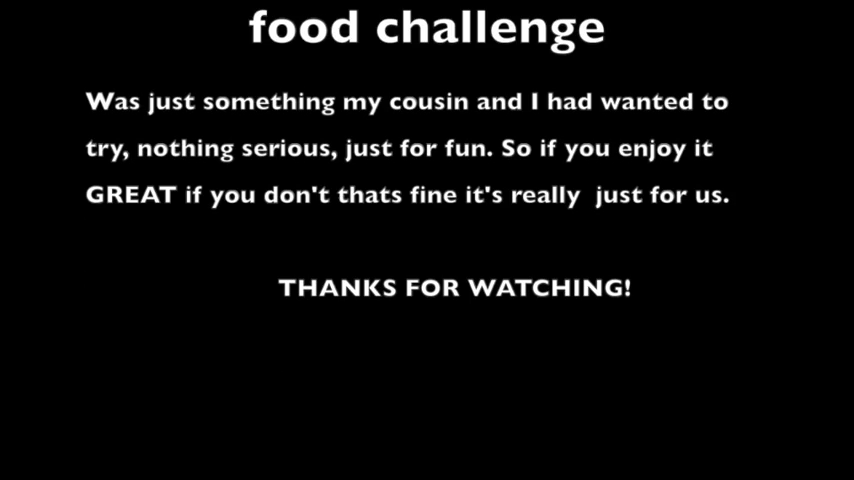 food challenge
Was just something my cousin and I had wanted to
try, nothing serious, just for fun. So if you enjoy it
GREAT if you don't thats fine it's really  just for us.
THANKS FOR WATCHING!